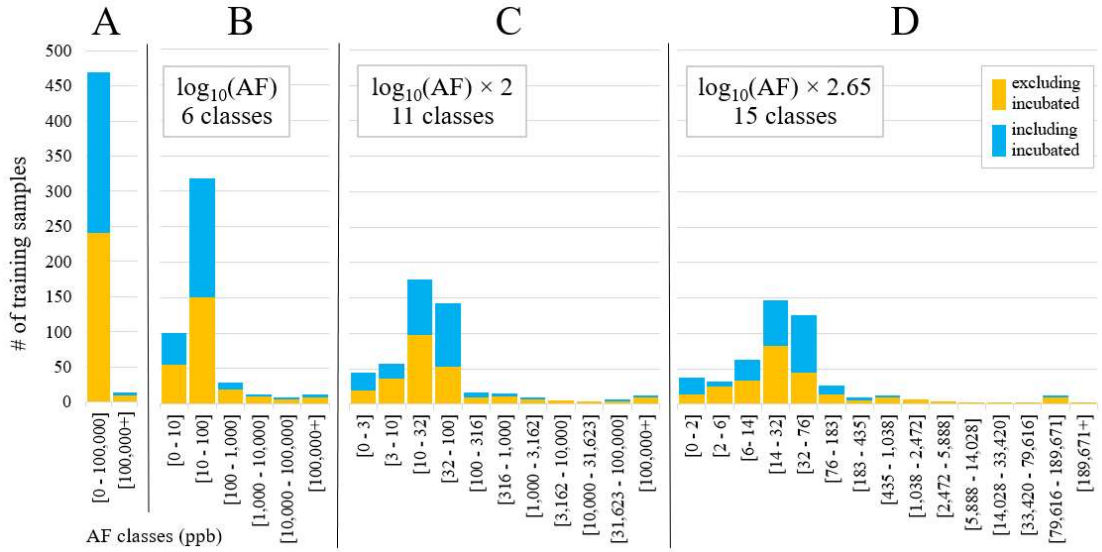 A
B
C
D
500
450
400
350
300
250
200
150
100
50
0
# of training samples
log10(AF)
6 classes
log10(AF) × 2
11 classes
log10(AF) × 2.65
15 classes
excluding
incubated
including
incubated
[0 - 100,000]
[100,000+]
[0 - 10]
[10 - 100]
[100 - 1,000]
[1,000 - 10,000]
[10,000 - 100,000]
[100,000+]
[0 - 3]
[3 - 10]
[10 - 32]
[32 - 100]
[100 - 316]
[316 - 1,000]
[1,000 - 3,162]
[3,162 - 10,000]
[10,000 - 31,623]
[31,623 - 100,000]
[100,000+]
[0 - 2]
[2 - 6]
[6 - 14]
[14 - 32]
[32 - 76]
[76 - 183]
[183 - 435]
[435 - 1,038]
[1,038 - 2,472]
[2,472 - 5,888]
[5,888 - 14,028]
[14,028 - 33,420]
[33,420 - 79,616]
[79,616 - 189,671]
[189,671+]
AF classes (ppb)